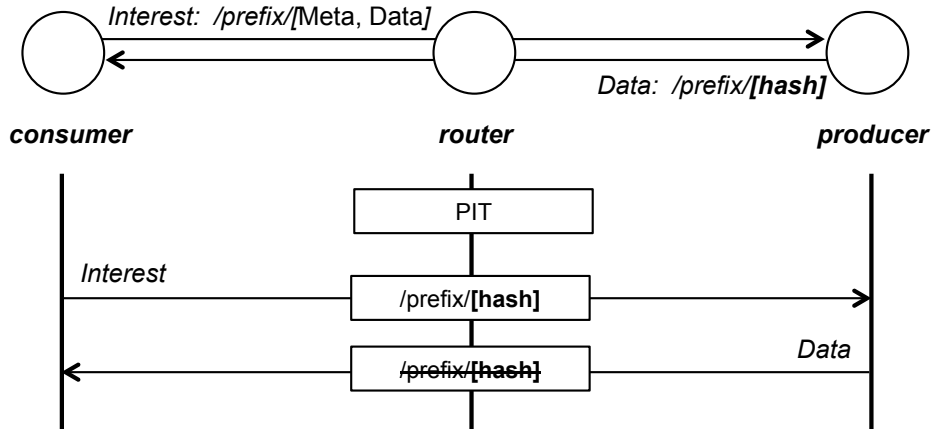 Interest: /prefix/[Meta, Data]
Data: /prefix/[hash]
consumer router producer
PIT
Interest
/prefix/[hash]
Data
/prefix/[hash]